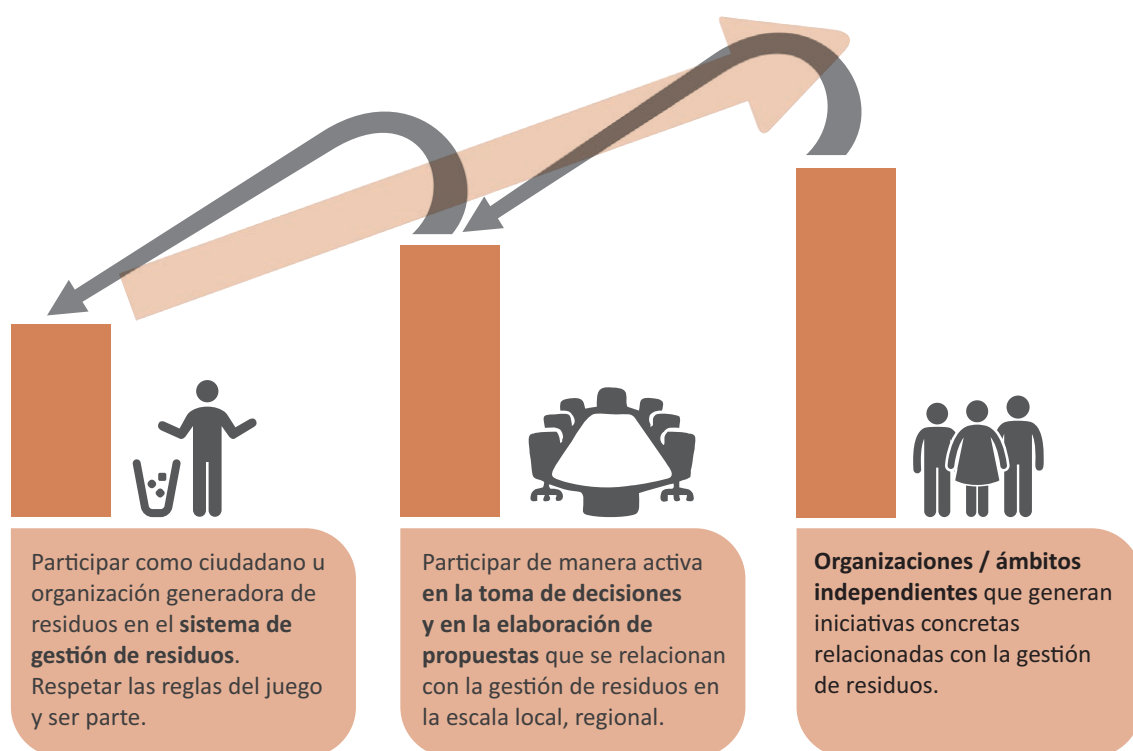 Participar como ciudadano u
organización generadora de
residuos en el sistema de
gestión de residuos.
Respetar las reglas del juego
y ser parte.
Participar de manera activa
en la toma de decisiones
y en la elaboración de
propuestas que se relacionan
con la gestión de residuos en
la escala local, regional.
Organizaciones / ámbitos
independientes que generan
iniciativas concretas
relacionadas con la gestión
de residuos.